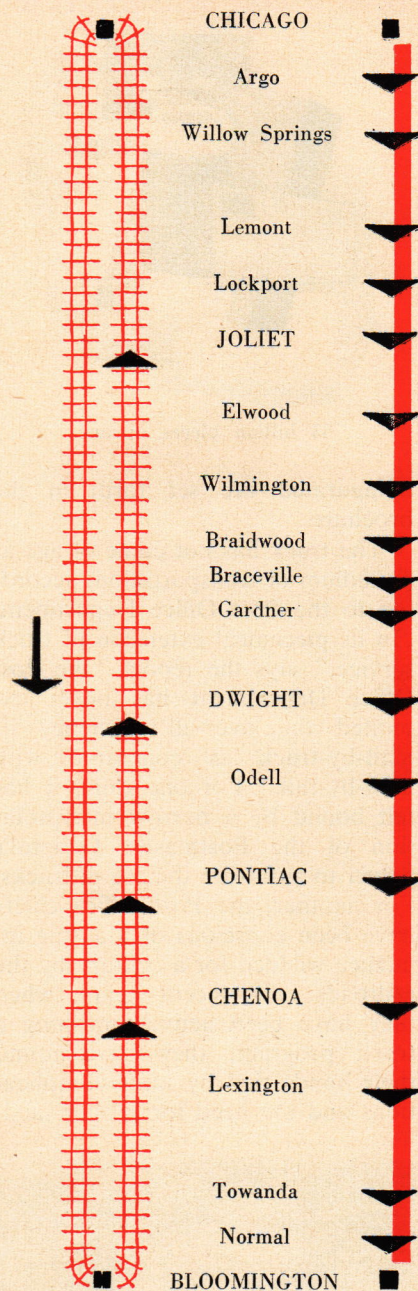 CHICAGO
Argo
Willow Springs
Lemont
Lockport
JOLIET
Elwood
Wilmington
Braidwood
Braceville
Gardner
DWIGHT
Odell
PONTIAC
CHENOA
Lexington
Towanda
Normal
BLOOMINGTON